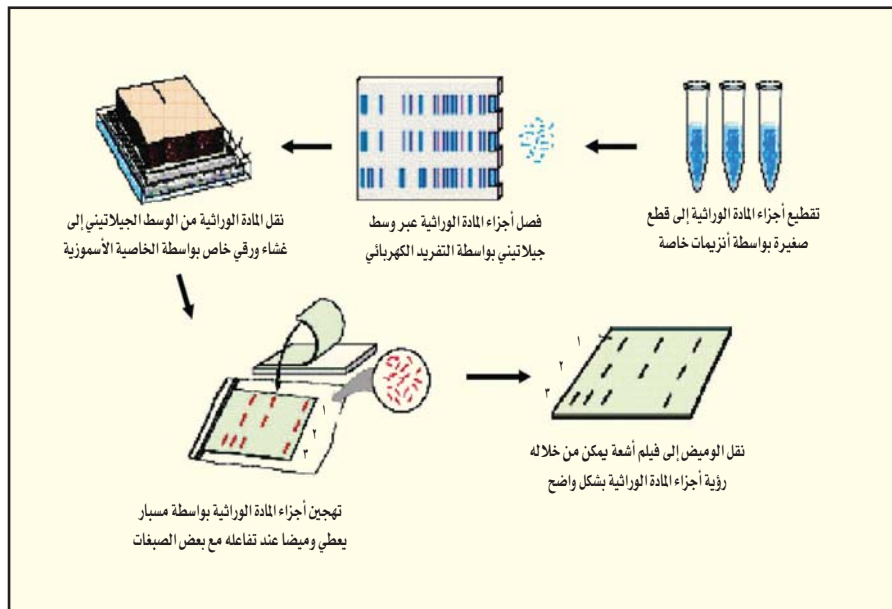 تقطيع أجزاء المادة الوراثية إلى قطع
صغيرة بواسطة أنزيمات خاصة
فصل أجزاء المادة الوراثية عبر وسط
جيلاتيني بواسطة التفريد الكهربائي
نقل المادة الوراثية من الوسط الجيلاتيني إلى
غشاء ورقي خاص بواسطة الخاصية الأسموزية
١
٢
٣
تهجين أجزاء المادة الوراثية بواسطة مسبار
يعطي وميضا عند تفاعله مع بعض الصبغات
١
٢
٣
نقل الوميض إلى فيلم أشعة يمكن من خلاله
رؤية أجزاء المادة الوراثية بشكل واضح